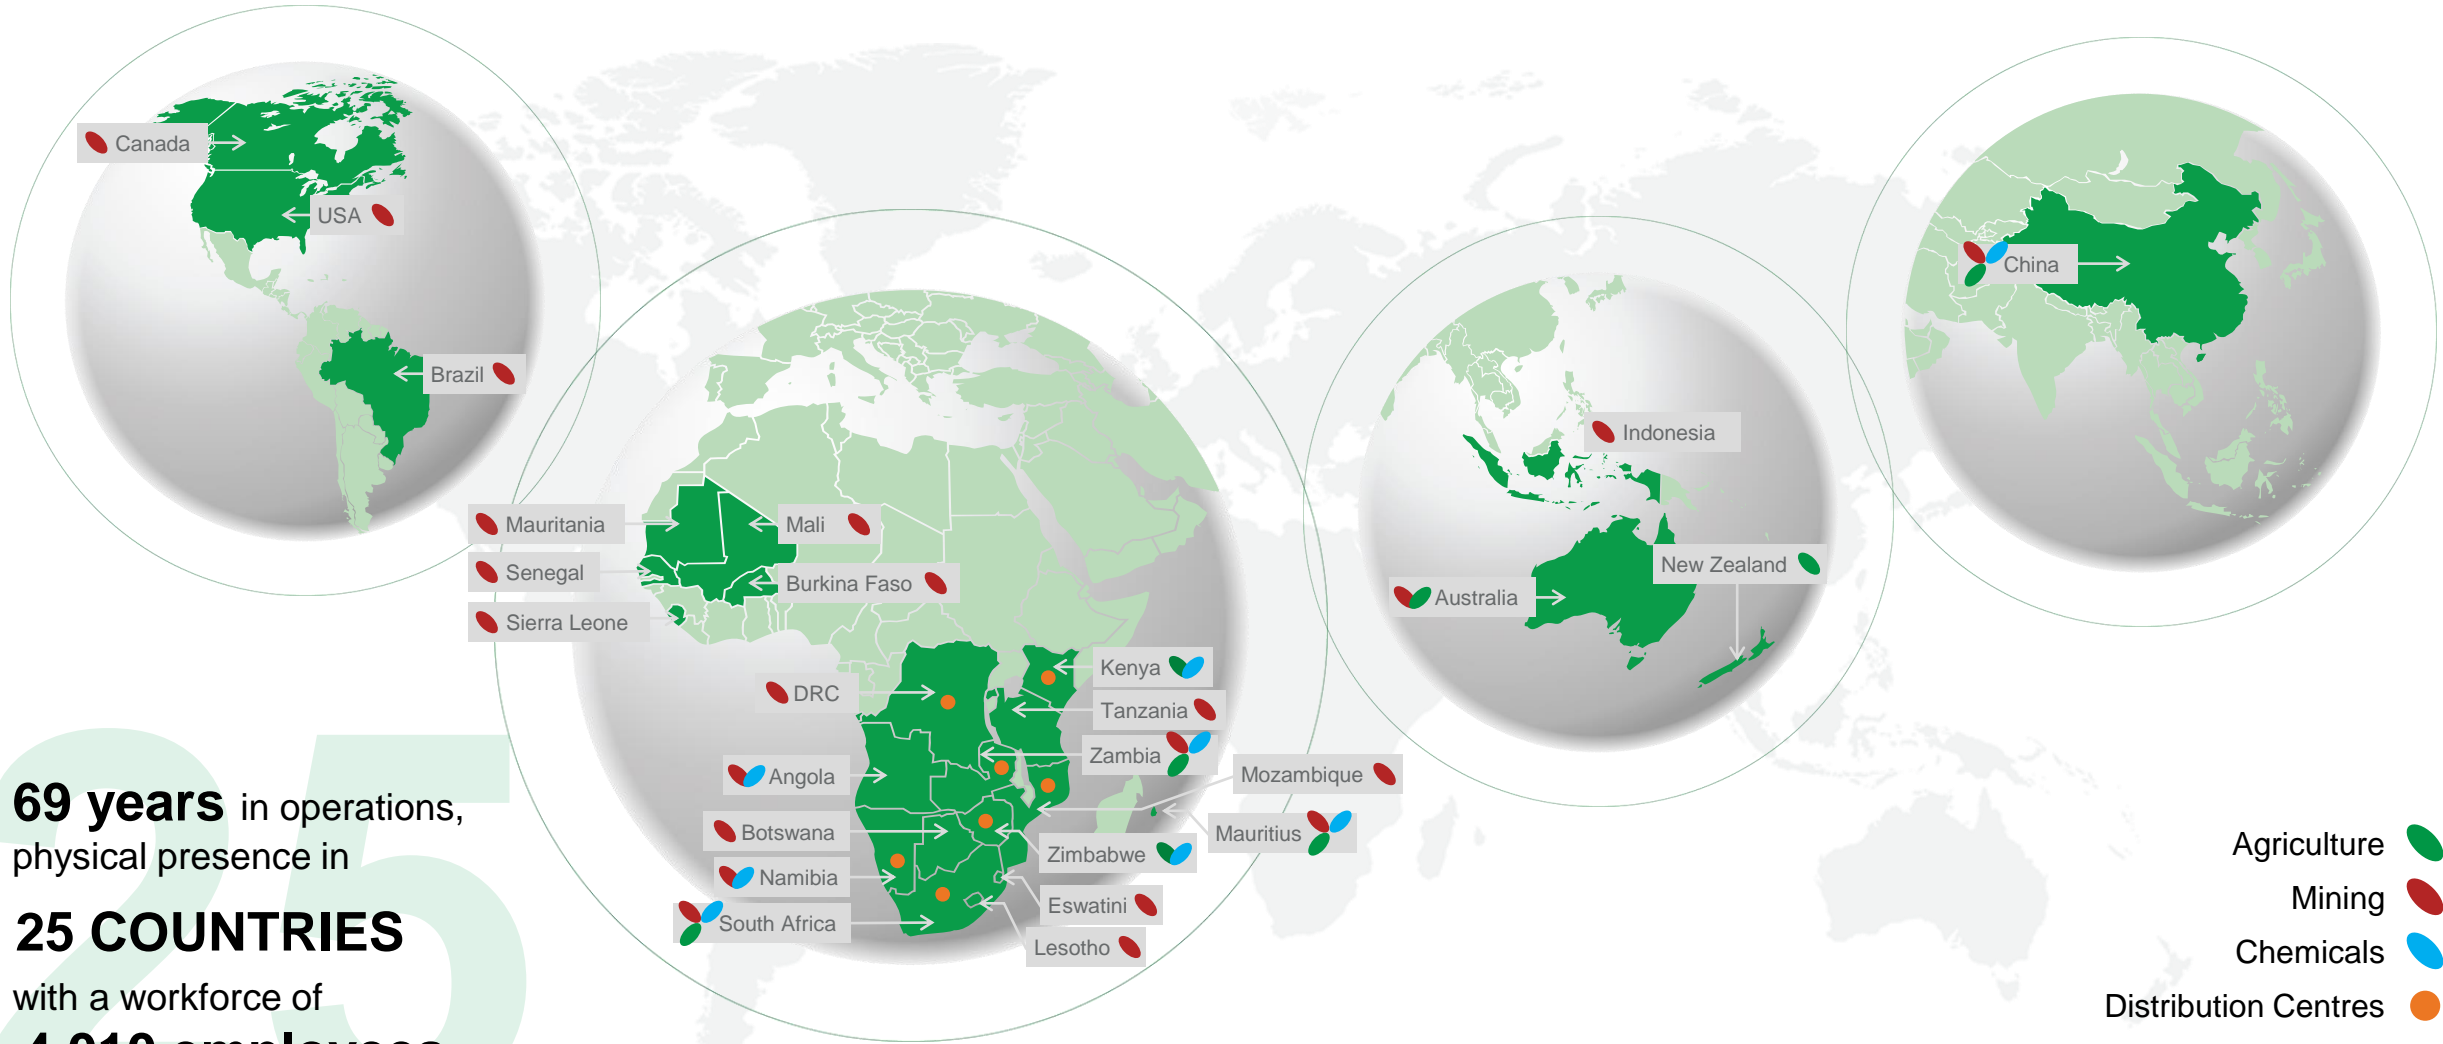 Canada
USA
Brazil
Mauritania
Mali
Senegal
Burkina Faso
Sierra Leone
DRC
Kenya
Tanzania
Zambia
Angola
Mozambique
Botswana
Mauritius
Zimbabwe
Namibia
Eswatini
South Africa
Lesotho
Indonesia
New Zealand
Australia
China
25
69 years in operations,
physical presence in
25 COUNTRIES
with a workforce of
employees
Agriculture
Mining
Chemicals
Distribution Centres